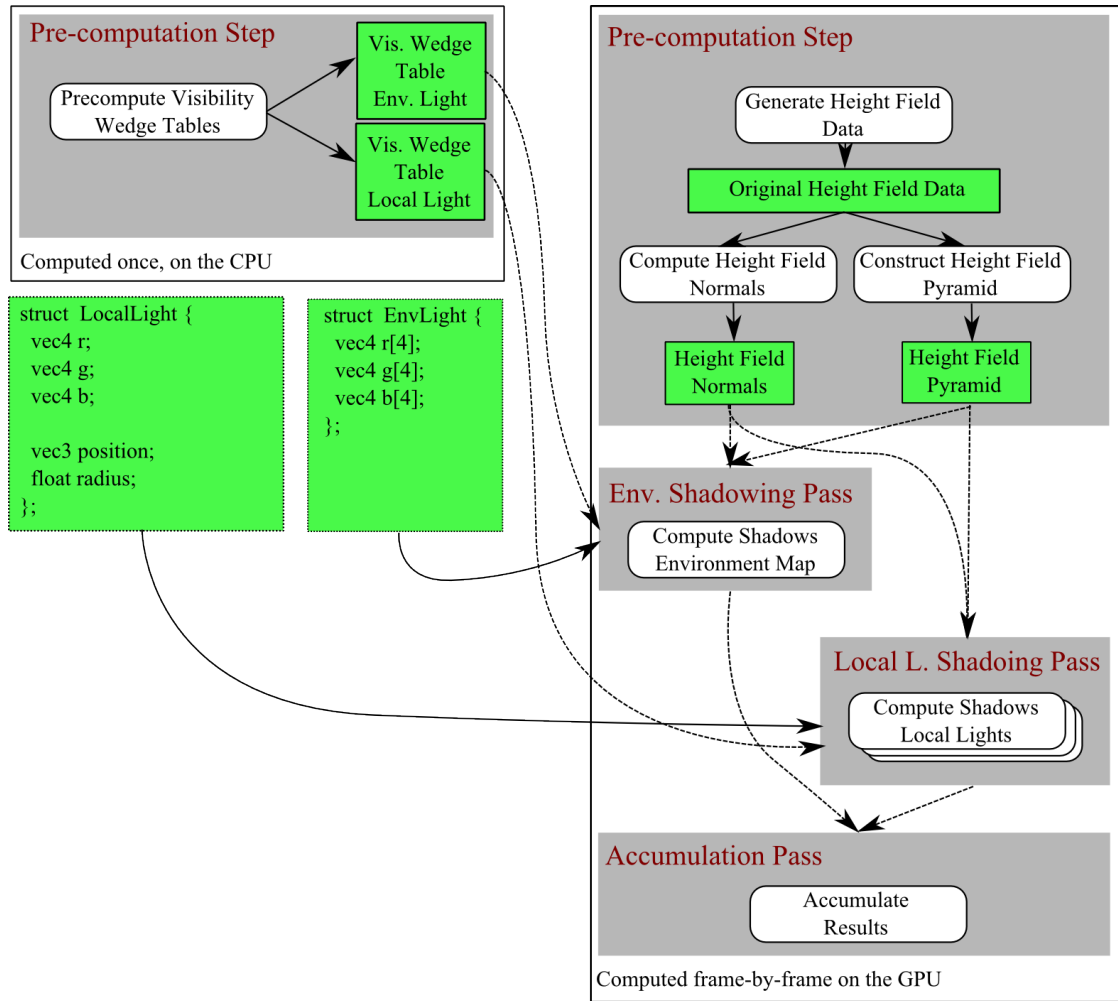 Pre-computation Step
Precompute Visibility
Wedge Tables
Vis. Wedge
Table
Env. Light
Vis. Wedge
Table
Local Light
Computed once, on the CPU
struct LocalLight {
vec4 r;
vec4 g;
vec4 b;
vec3 position;
float radius;
};
struct EnvLight {
vec4 r[4];
vec4 g[4];
vec4 b[4];
};
Pre-computation Step
Generate Height Field
Data
Original Height Field Data
Compute Height Field
Normals
Construct Height Field
Pyramid
Height Field
Normals
Height Field
Pyramid
Env. Shadowing Pass
Compute Shadows
Environment Map
Local L. Shadoing Pass
Compute Shadows
Local Lights
Accumulation Pass
Accumulate
Results
Computed frame-by-frame on the GPU